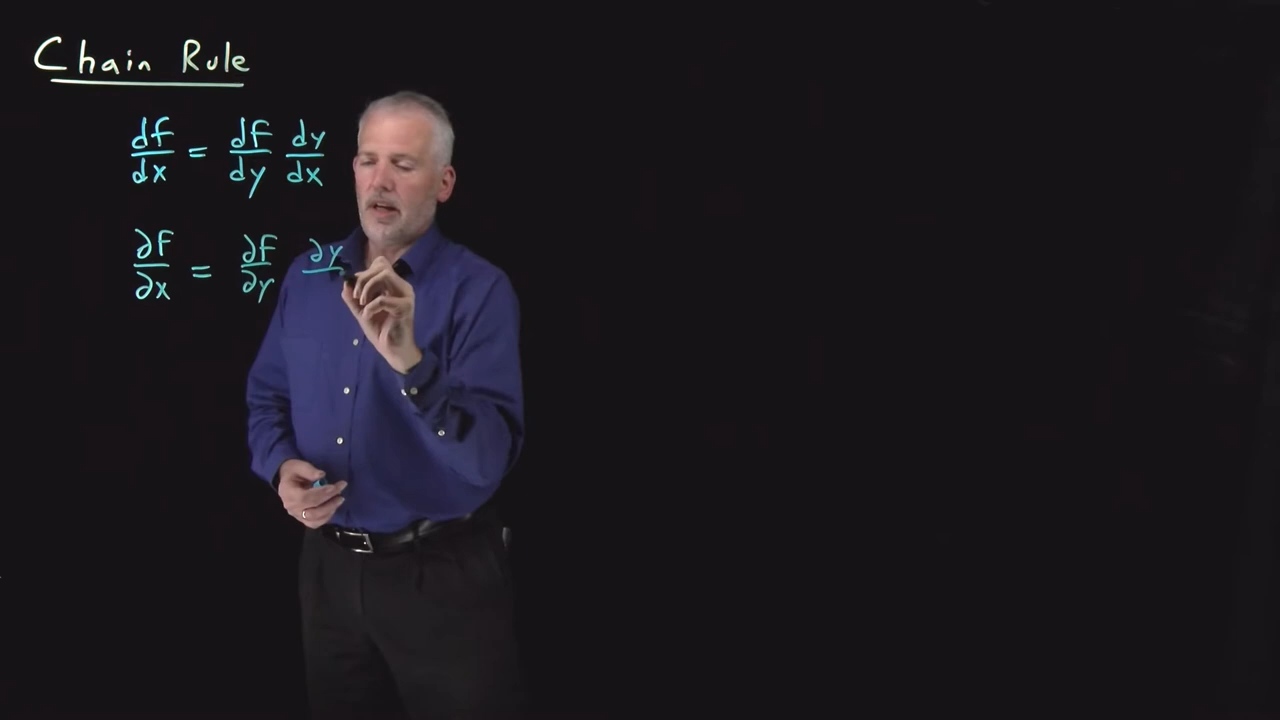 Chain Rule
df/dx = df/dy dy/dx
∂f/∂x = ∂f/∂y ∂y/